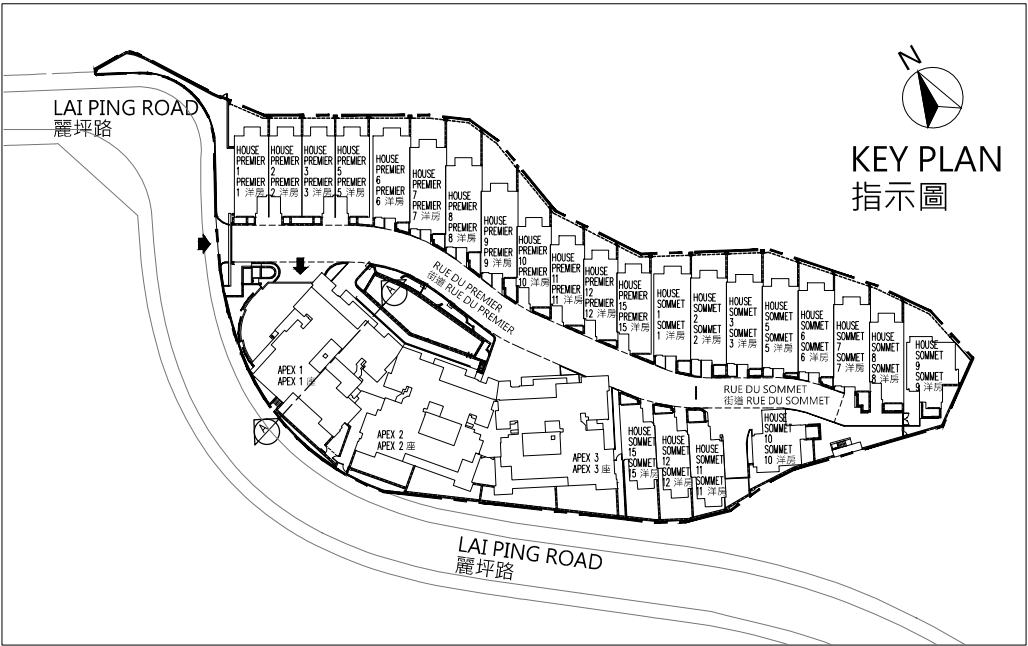 N
KEY PLAN
指示圖
LAI PING ROAD
麗坪路
HOUSE
PREMIER
1
PREMIER
1 洋房
HOUSE
PREMIER
2
PREMIER
2 洋房
HOUSE
PREMIER
3
PREMIER
3 洋房
HOUSE
PREMIER
5
PREMIER
5 洋房
HOUSE
PREMIER
6
PREMIER
6 洋房
HOUSE
PREMIER
7
PREMIER
7 洋房
HOUSE
PREMIER
8
PREMIER
8 洋房
HOUSE
PREMIER
9
PREMIER
9 洋房
HOUSE
PREMIER
10
PREMIER
10 洋房
HOUSE
PREMIER
11
PREMIER
11 洋房
HOUSE
PREMIER
12
PREMIER
12 洋房
HOUSE
PREMIER
15
PREMIER
15 洋房
HOUSE
SOMMET
1
SOMMET
1 洋房
HOUSE
SOMMET
2
SOMMET
2 洋房
HOUSE
SOMMET
3
SOMMET
3 洋房
HOUSE
SOMMET
5
SOMMET
5 洋房
HOUSE
SOMMET
6
SOMMET
6 洋房
HOUSE
SOMMET
7
SOMMET
7 洋房
HOUSE
SOMMET
8
SOMMET
8 洋房
HOUSE
SOMMET
9
SOMMET
9 洋房
RUE DU PREMIER
街道 RUE DU PREMIER
A
RUE DU SOMMET
街道 RUE DU SOMMET
APEX 1
APEX 1 座
A
APEX 2
APEX 2 座
APEX 3
APEX 3 座
HOUSE
SOMMET
15
SOMMET
15 洋房
HOUSE
SOMMET
12
SOMMET
12 洋房
HOUSE
SOMMET
11
SOMMET
11 洋房
HOUSE
SOMMET
10
SOMMET
10 洋房
LAI PING ROAD
麗坪路